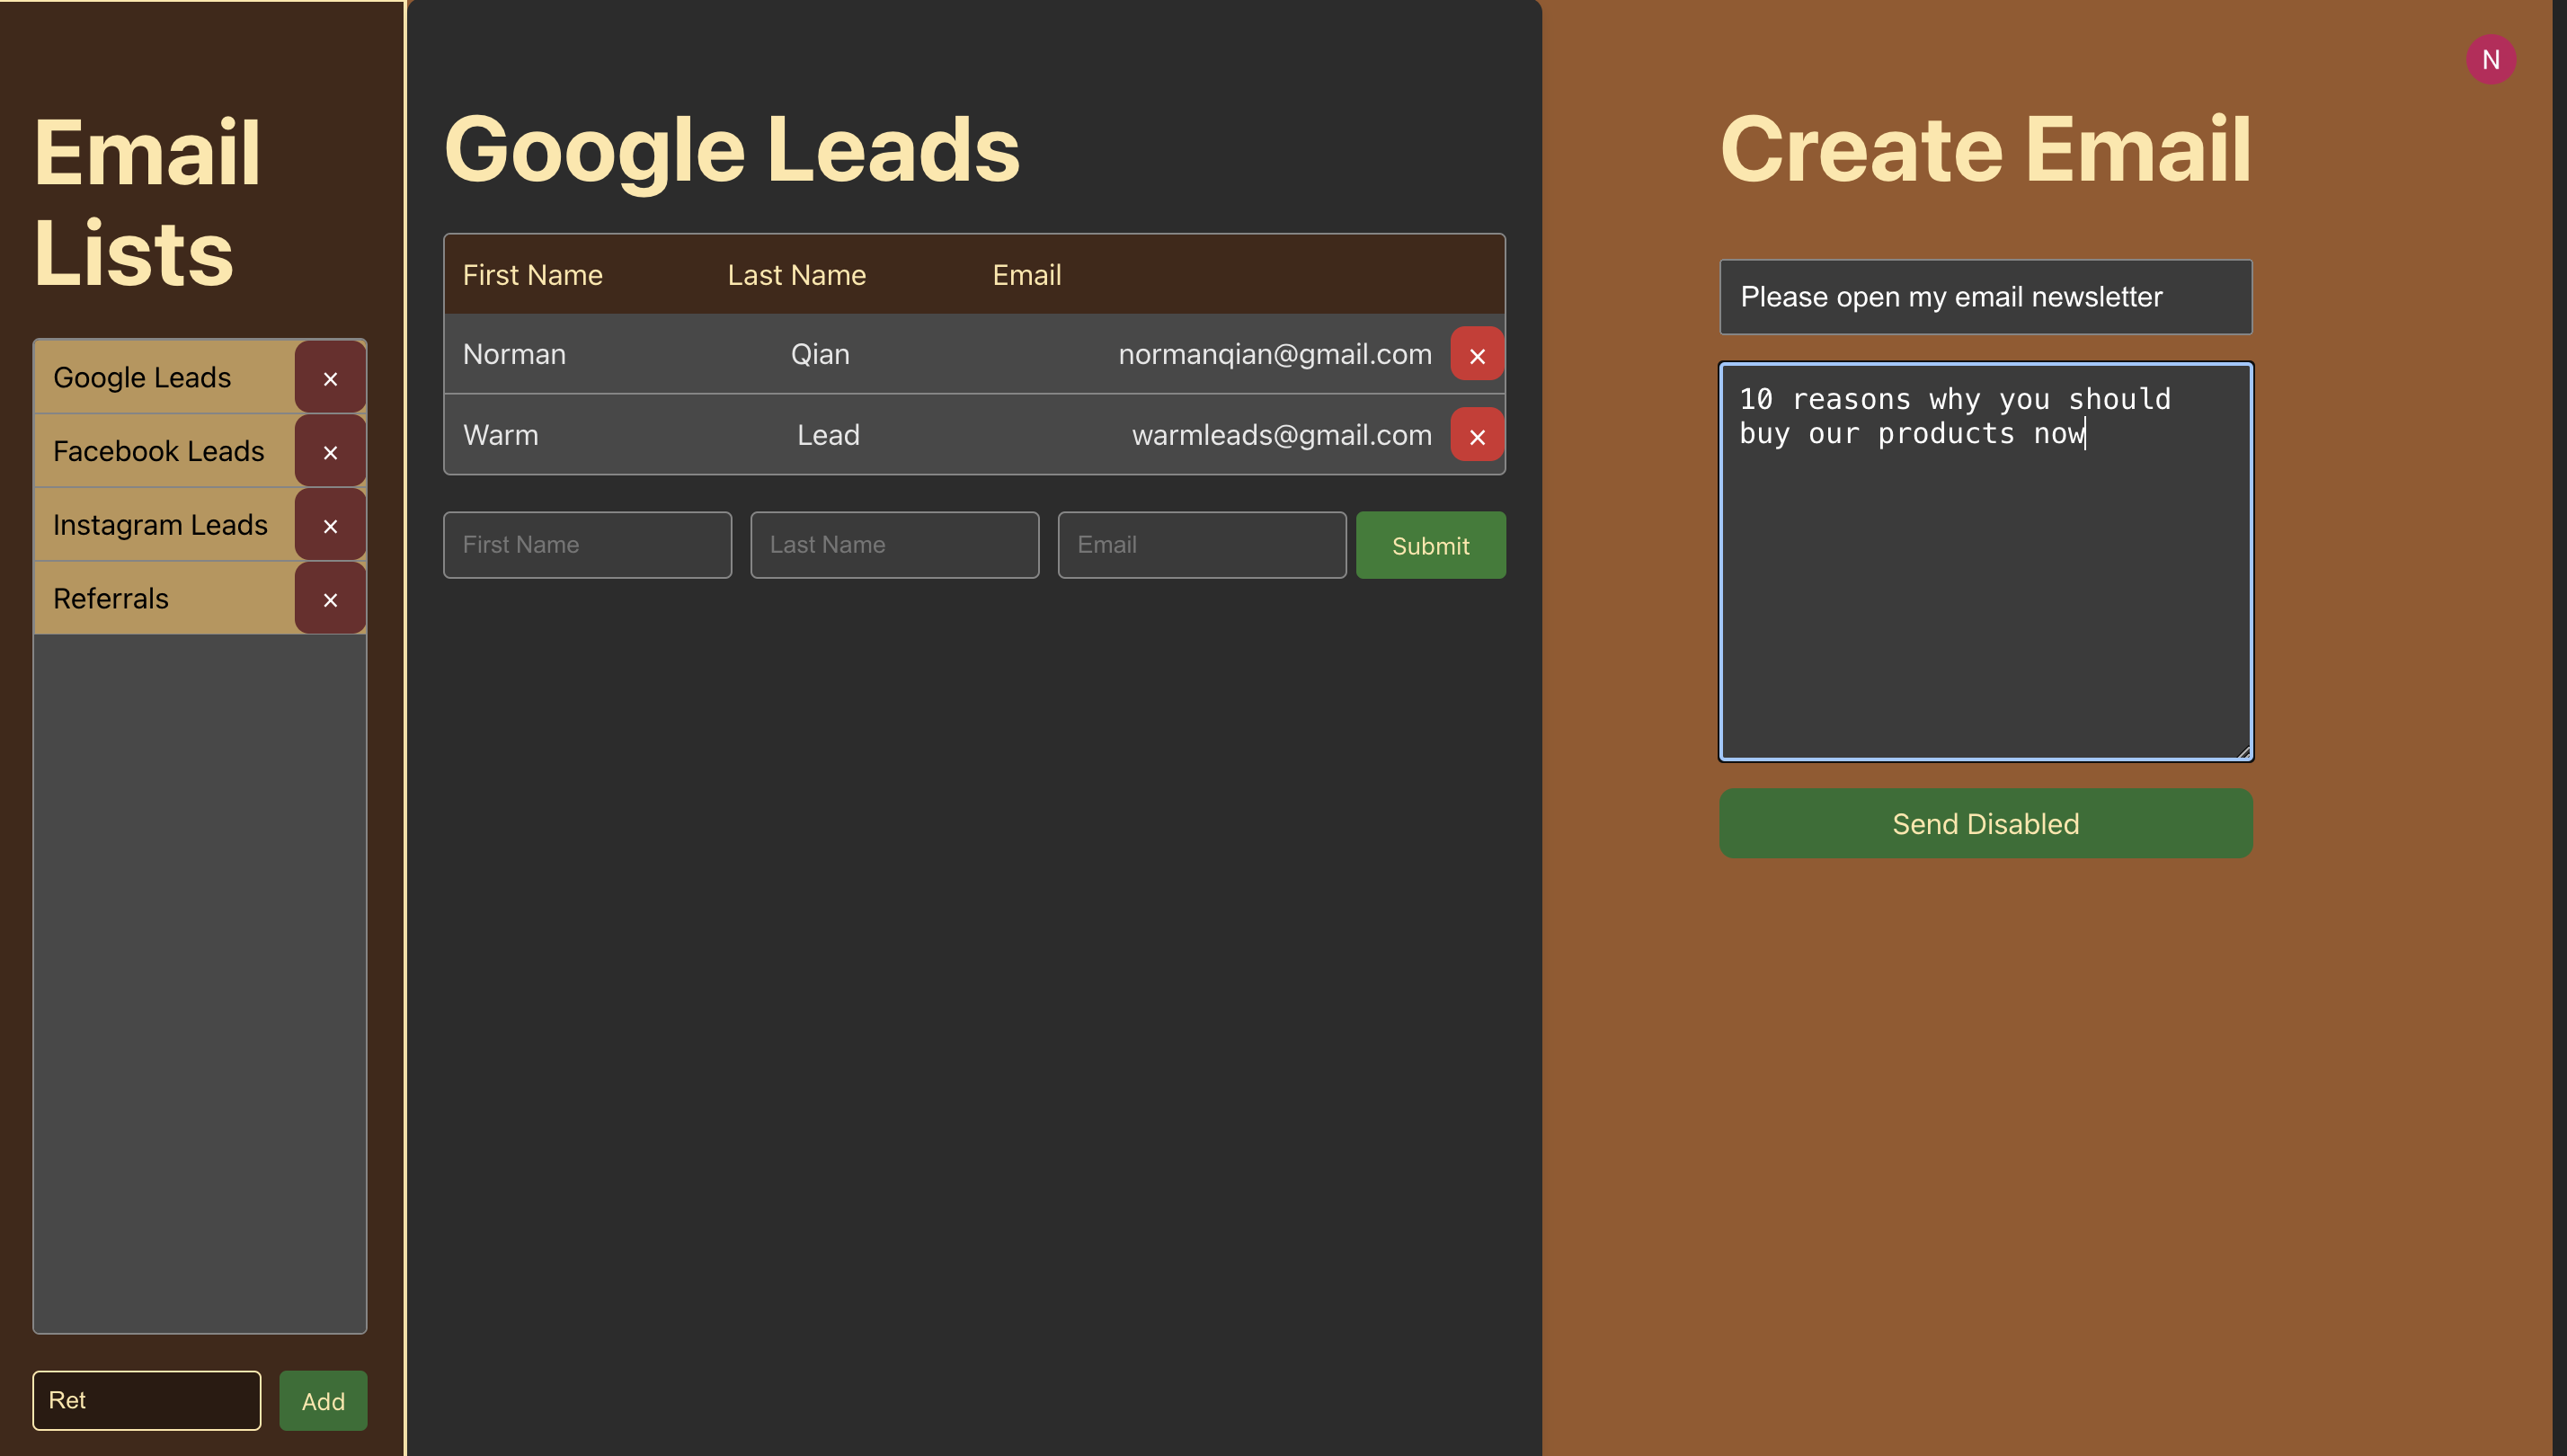 Email
Lists
Google Leads ×
Facebook Leads ×
Instagram Leads ×
Referrals ×
Ret Add
Google Leads
First Name Last Name Email
Norman Qian normanqian@gmail.com ×
Warm Lead warmleads@gmail.com ×
First Name Last Name Email Submit
N
Create Email
Please open my email newsletter
10 reasons why you should
buy our products now
Send Disabled